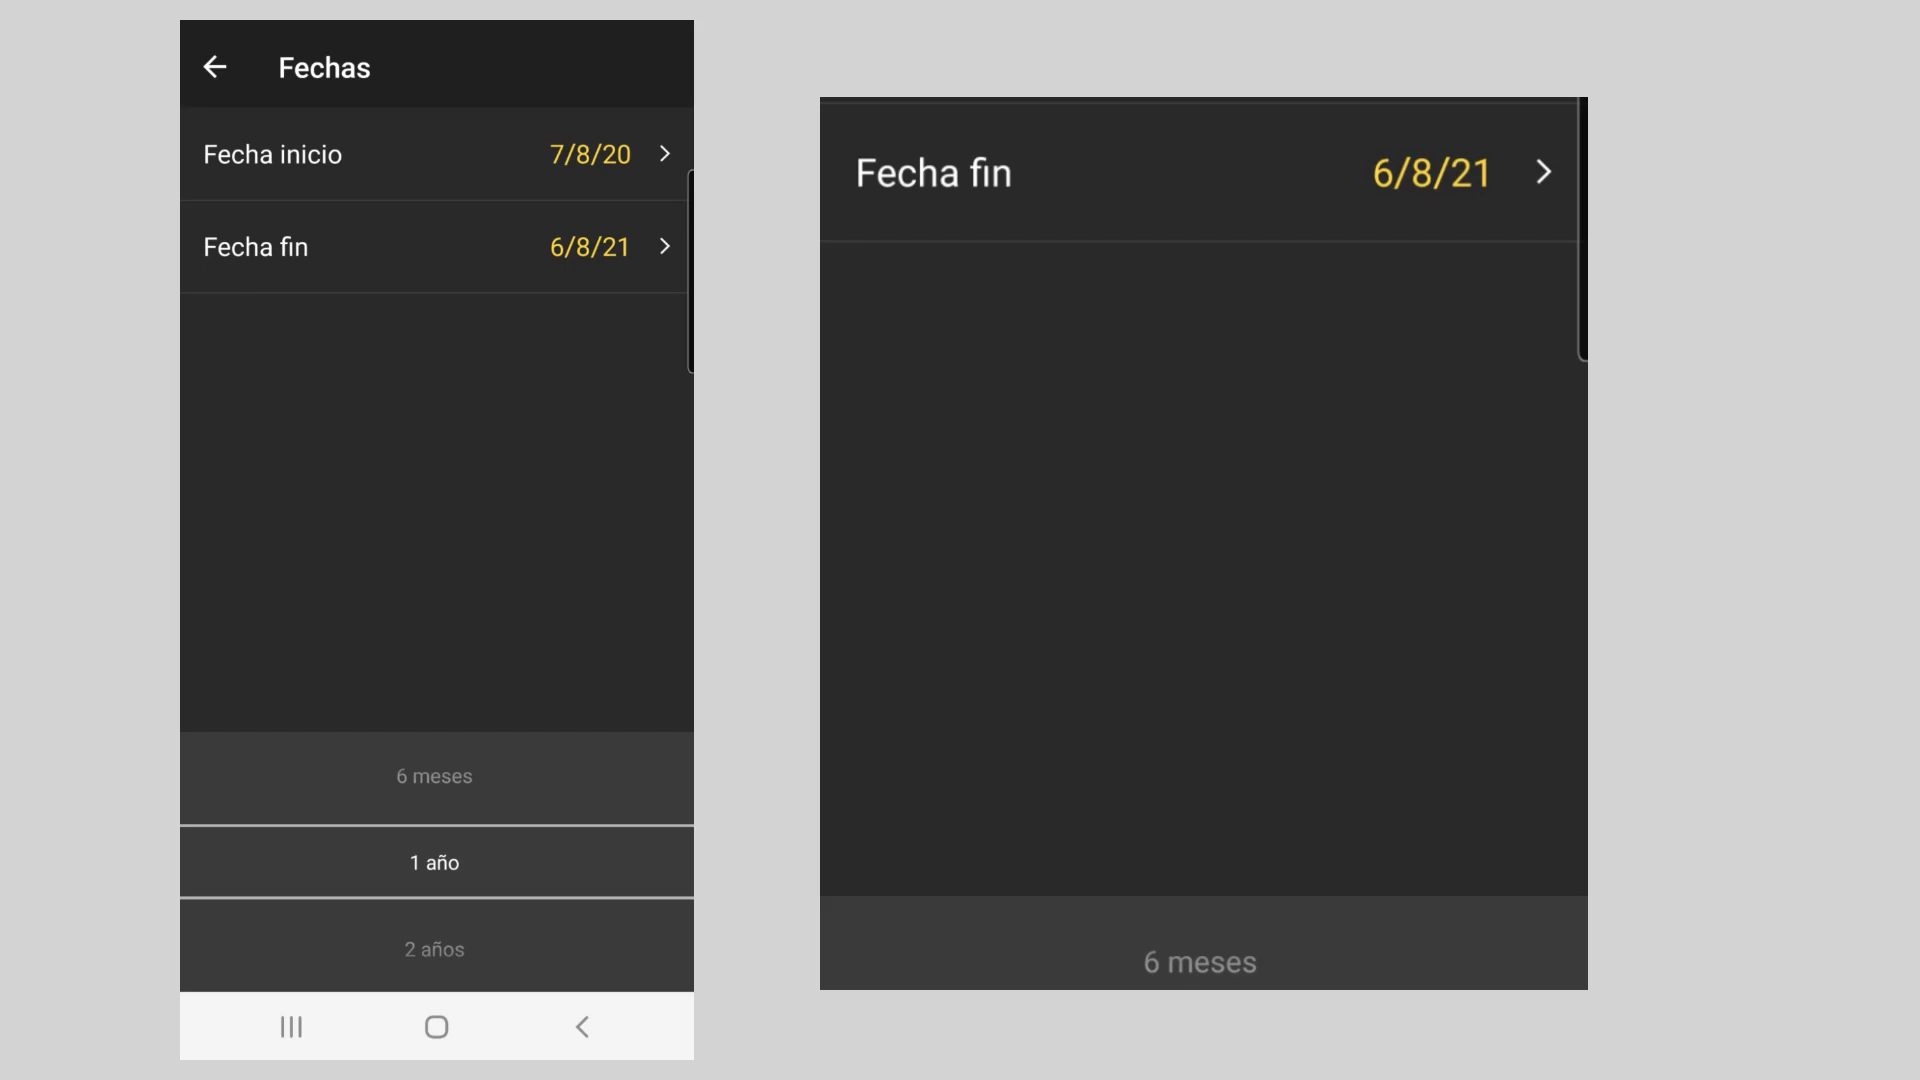 Fechas
Fecha inicio 7/8/20
Fecha fin 6/8/21
6 meses
1 año
2 años
Fecha fin 6/8/21
6 meses